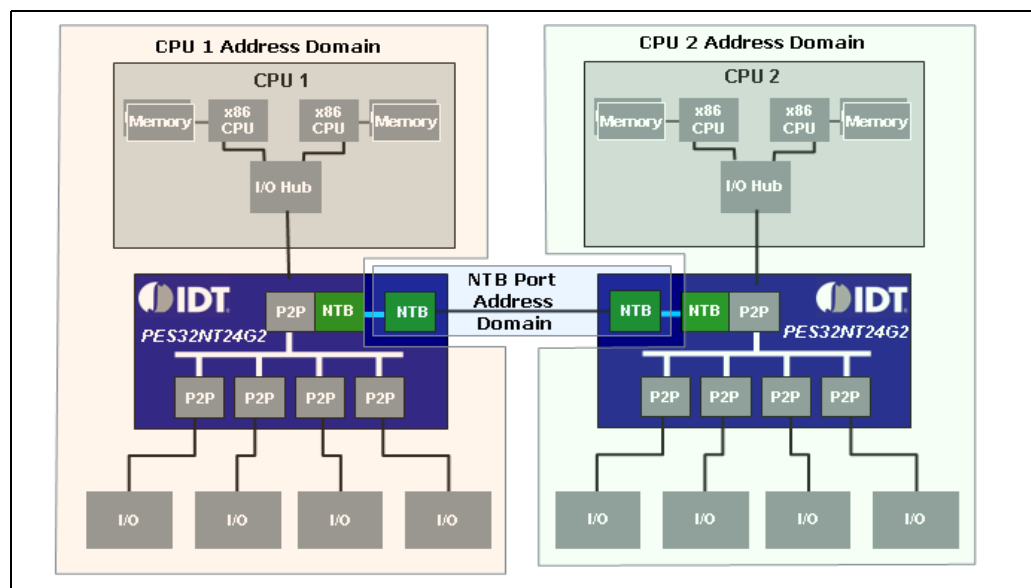 CPU 1 Address Domain
CPU 1
Memory
x86
CPU
x86
CPU
Memory
I/O Hub
IDT
PES32NT24G2
P2P
NTB
NTB
P2P
P2P
P2P
P2P
I/O
I/O
I/O
I/O
NTB Port
Address
Domain
CPU 2 Address Domain
CPU 2
Memory
x86
CPU
x86
CPU
Memory
I/O Hub
NTB
NTB
P2P
IDT
PES32NT24G2
P2P
P2P
P2P
P2P
I/O
I/O
I/O
I/O